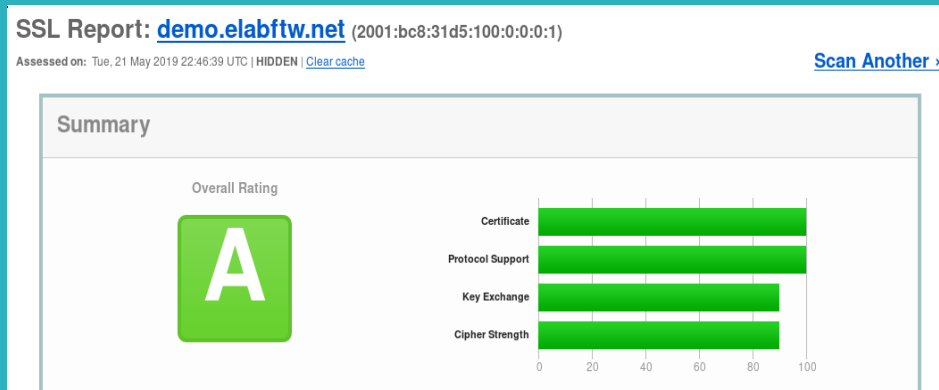 SSL Report: demo.elabftw.net (2001:bc8:31d5:100:0:0:0:1)
Assessed on: Tue, 21 May 2019 22:46:39 UTC | HIDDEN | Clear cache
Scan Another »
Summary
Overall Rating
A
Certificate
Protocol Support
Key Exchange
Cipher Strength
0 20 40 60 80 100